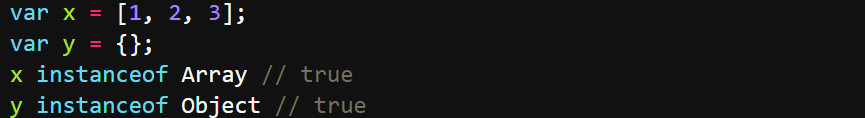 var x = [1, 2, 3];
var y = {};
x instanceof Array // true
y instanceof Object // true